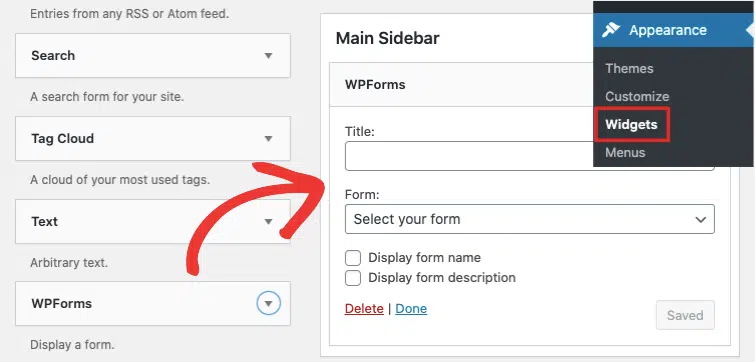 Entries from any RSS or Atom feed.
Search
A search form for your site.
Tag Cloud
A cloud of your most used tags.
Text
Arbitrary text.
WPForms
Display a form.
Main Sidebar
WPForms
Title:
Form:
Select your form
Display form name
Display form description
Delete | Done
Saved
Appearance
Themes
Customize
Widgets
Menus